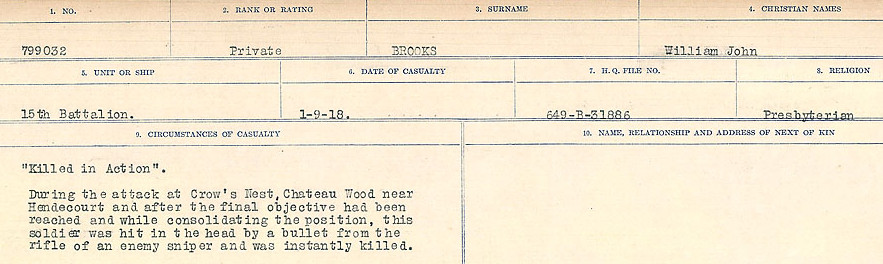 1. NO. 2. RANK OR RATING 3. SURNAME 4. CHRISTIAN NAMES
799032 Private BROOKS William John
5. UNIT OR SHIP 6. DATE OF CASUALTY 7. H.Q. FILE NO. 8. RELIGION
15th Battalion. 1-9-18. 649-B-31886 Presbyterian
9. CIRCUMSTANCES OF CASUALTY 10. NAME, RELATIONSHIP AND ADDRESS OF NEXT OF KIN
"Killed in Action".
During the attack at Crow's Nest, Chateau Wood near
Hendecourt and after the final objective had been
reached and while consolidating the position, this
soldier was hit in the head by a bullet from the
rifle of an enemy sniper and was instantly killed.